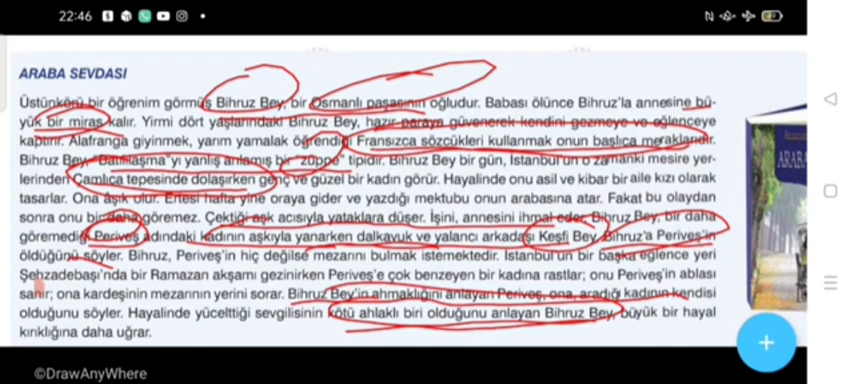 22:46
ARABA SEVDASI
Üstünkörü bir öğrenim görmüş Bihruz Bey, bir Osmanlı paşasının oğludur. Babası ölünce Bihruz'la annesine bü-
yük bir miras kalır. Yirmi dört yaşlarındaki Bihruz Bey, hazır paraya güvenerek kendini gezmeye ve eğlenceye
kaptırır. Alafranga giyinmek, yarım yamalak öğrendiği Fransızca sözcükleri kullanmak onun başlıca meraklarıdır.
Bihruz Bey, "Batılılaşma"yı yanlış anlamış bir "züppe" tipidir. Bihruz Bey bir gün, İstanbul'un o zamanki mesire yer-
lerinden Çamlıca tepesinde dolaşırken genç ve güzel bir kadın görür. Hayalinde onu asil ve kibar bir aile kızı olarak
tasarlar. Ona aşık olur. Ertesi hafta yine oraya gider ve yazdığı mektubu onun arabasına atar. Fakat bu olaydan
sonra onu bir daha göremez. Çektiği aşk acısıyla yataklara düşer. İşini, annesini ihmal eder. Bihruz Bey, bir daha
göremediği Periveş adındaki kadının aşkıyla yanarken dalkavuk ve yalancı arkadaşı Keşfi Bey, Bihruz'a Periveş'in
öldüğünü söyler. Bihruz, Periveş'in hiç değilse mezarını bulmak istemektedir. İstanbul'un bir başka eğlence yeri
Şehzadebaşı'nda bir Ramazan akşamı gezinirken Periveş'e çok benzeyen bir kadına rastlar; onu Periveş'in ablası
sanır; ona kardeşinin mezarının yerini sorar. Bihruz Bey'in ahmaklığını anlayan Periveş, ona, aradığı kadının kendisi
olduğunu söyler. Hayalinde yücelttiği sevgilisinin kötü ahlaklı biri olduğunu anlayan Bihruz Bey, büyük bir hayal
kırıklığına daha uğrar.
ARABA
©DrawAnyWhere